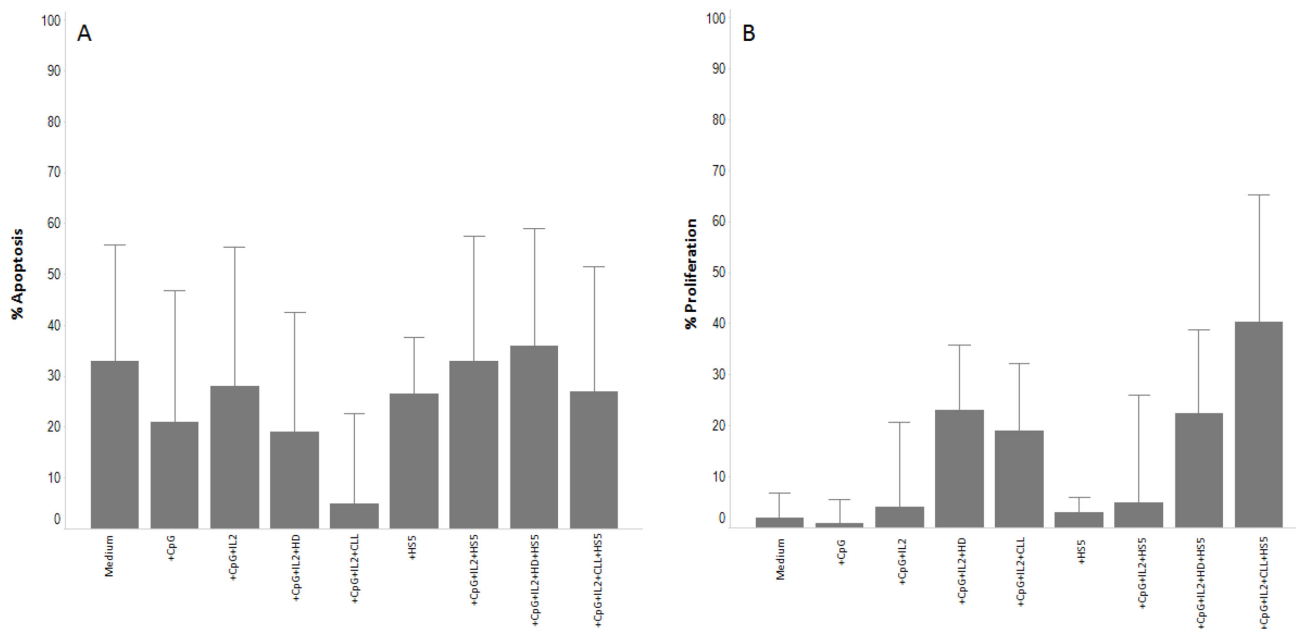 A
% Apoptosis
100
90
80
70
60
50
40
30
20
10
0
Medium
+CpG
+CpG+IL2
+CpG+IL2+HD
+CpG+IL2+CLL
+HS5
+CpG+IL2+HS5
+CpG+IL2+HD+HS5
+CpG+IL2+CLL+HS5
B
% Proliferation
100
90
80
70
60
50
40
30
20
10
0
Medium
+CpG
+CpG+IL2
+CpG+IL2+HD
+CpG+IL2+CLL
+HS5
+CpG+IL2+HS5
+CpG+IL2+HD+HS5
+CpG+IL2+CLL+HS5